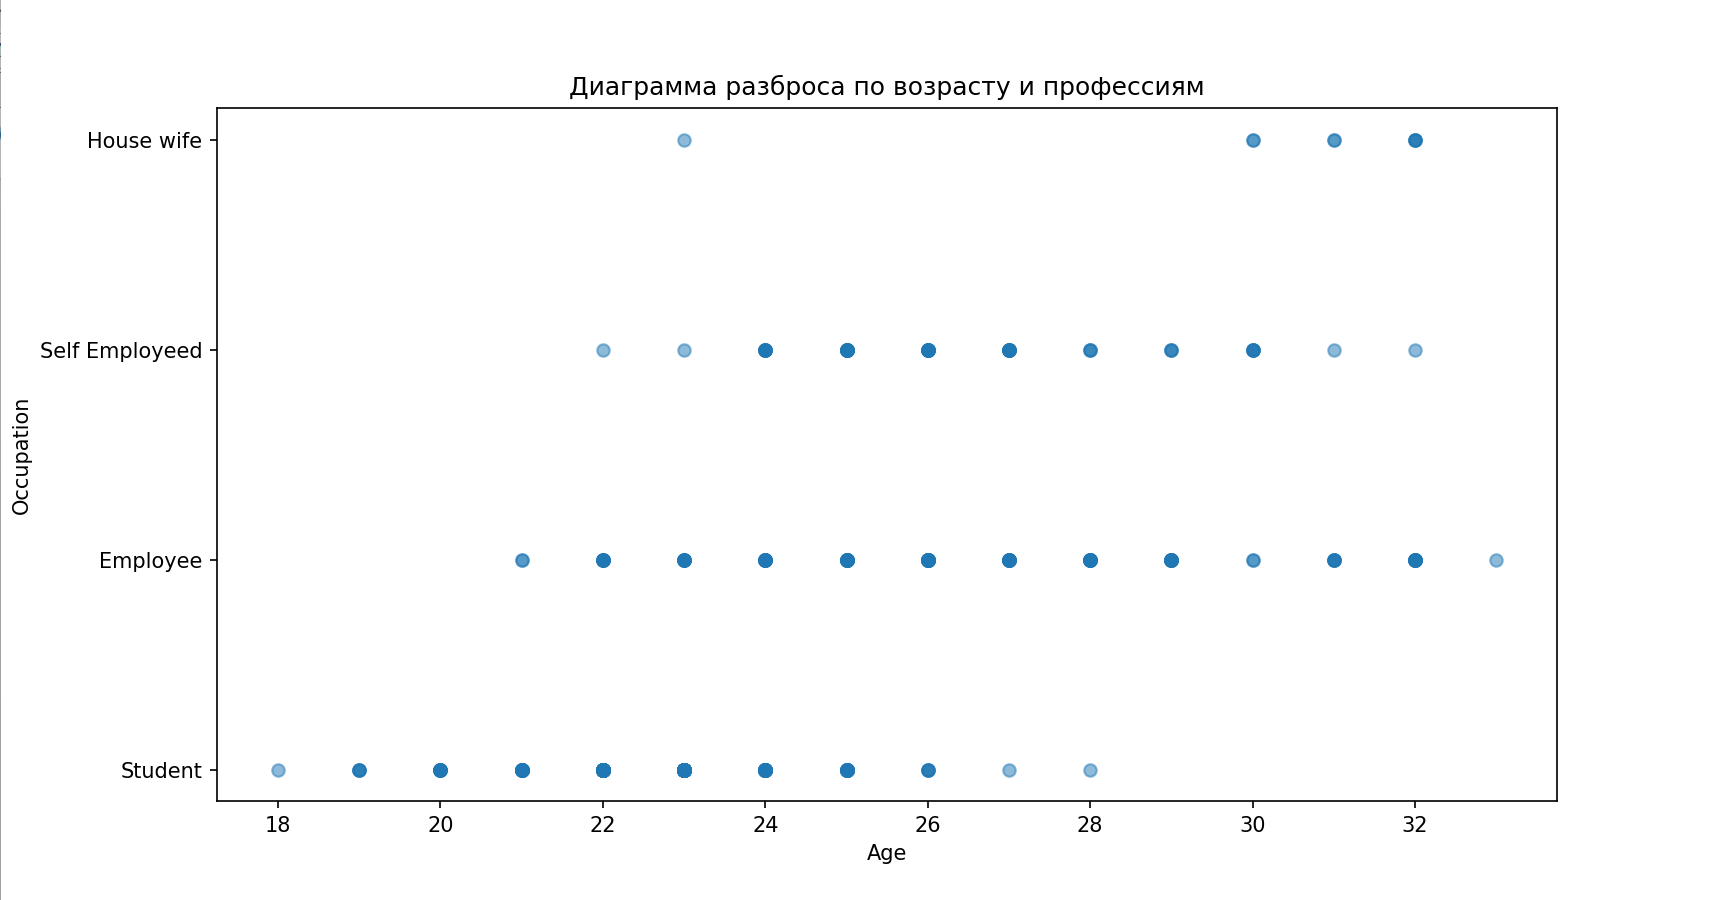 Диаграмма разброса по возрасту и профессиям
House wife
Self Employeed
Employee
Student
Occupation
18 20 22 24 26 28 30 32
Age